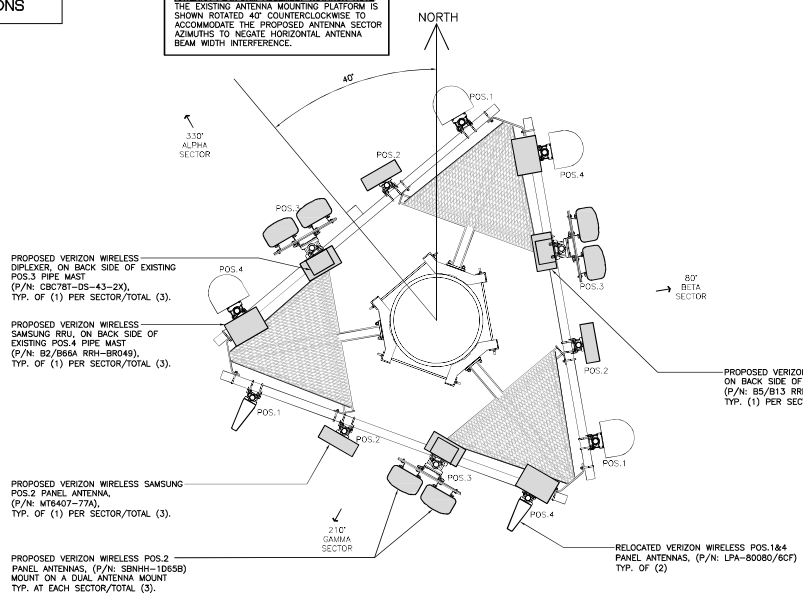 ONS
THE EXISTING ANTENNA MOUNTING PLATFORM IS
SHOWN ROTATED 40° COUNTERCLOCKWISE TO
ACCOMMODATE THE PROPOSED ANTENNA SECTOR
AZIMUTHS TO NEGATE HORIZONTAL ANTENNA
BEAM WIDTH INTERFERENCE.
NORTH
40°
POS.1
330°
ALPHA
SECTOR
POS.2
POS.4
POS.3
PROPOSED VERIZON WIRELESS
DIPLEXER, ON BACK SIDE OF EXISTING
POS.3 PIPE MAST
(P/N: CBC78T-DS-43-2X),
TYP. OF (1) PER SECTOR/TOTAL (3).
POS.4
POS.3
80°
BETA
SECTOR
PROPOSED VERIZON WIRELESS
SAMSUNG RRU, ON BACK SIDE OF
EXISTING POS.4 PIPE MAST
(P/N: B2/B66A RRH-BR049),
TYP. OF (1) PER SECTOR/TOTAL (3).
POS.2
PROPOSED VERIZO
ON BACK SIDE OF
(P/N: B5/B13 RR
TYP. (1) PER SEC
POS.1
POS.2
POS.1
POS.3
PROPOSED VERIZON WIRELESS SAMSUNG
POS.2 PANEL ANTENNA,
(P/N: MT6407-77A),
TYP. OF (1) PER SECTOR/TOTAL (3).
POS.4
210°
GAMMA
SECTOR
PROPOSED VERIZON WIRELESS POS.2
PANEL ANTENNAS, (P/N: SBNHH-1D65B)
MOUNT ON A DUAL ANTENNA MOUNT
TYP. AT EACH SECTOR/TOTAL (3).
RELOCATED VERIZON WIRELESS POS.1&4
PANEL ANTENNAS, (P/N: LPA-80080/6CF)
TYP. OF (2)